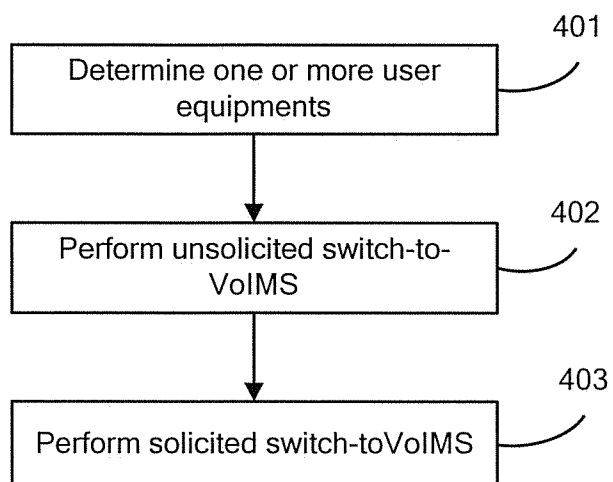 401
Determine one or more user
equipments
402
Perform unsolicited switch-to-
VoIMS
403
Perform solicited switch-toVoIMS